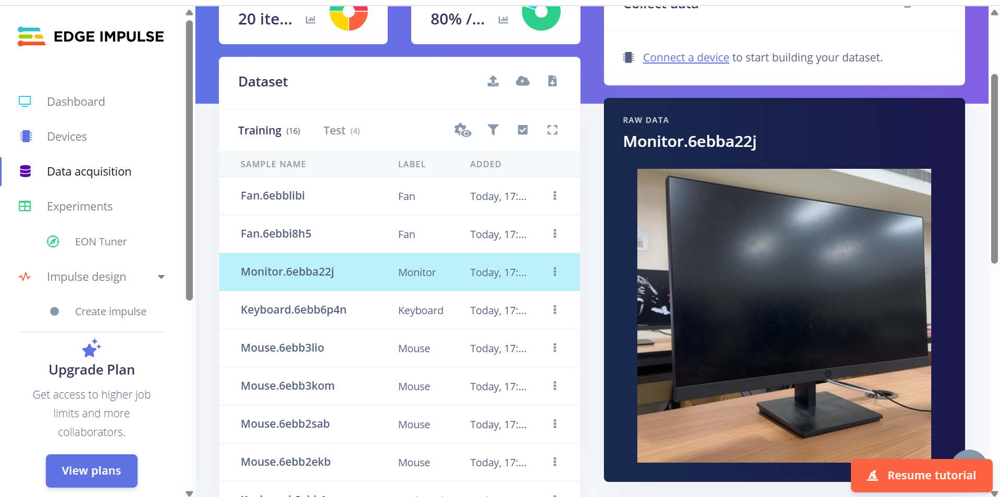 EDGE IMPULSE
Dashboard
Devices
Data acquisition
Experiments
EON Tuner
Impulse design
Create impulse
Upgrade Plan
Get access to higher job
limits and more
collaborators.
View plans
20 ite...
80% /...
Dataset
Training (16)
Test (4)
SAMPLE NAME LABEL ADDED
Fan.6ebblibi Fan Today, 17:...
Fan.6ebbi8h5 Fan Today, 17:...
Monitor.6ebba22j Monitor Today, 17:...
Keyboard.6ebb6p4n Keyboard Today, 17:...
Mouse.6ebb3lio Mouse Today, 17:...
Mouse.6ebb3kom Mouse Today, 17:...
Mouse.6ebb2sab Mouse Today, 17:...
Mouse.6ebb2ekb Mouse Today, 17:...
Collect data
Connect a device to start building your dataset.
RAW DATA
Monitor.6ebba22j
hp
Resume tutorial